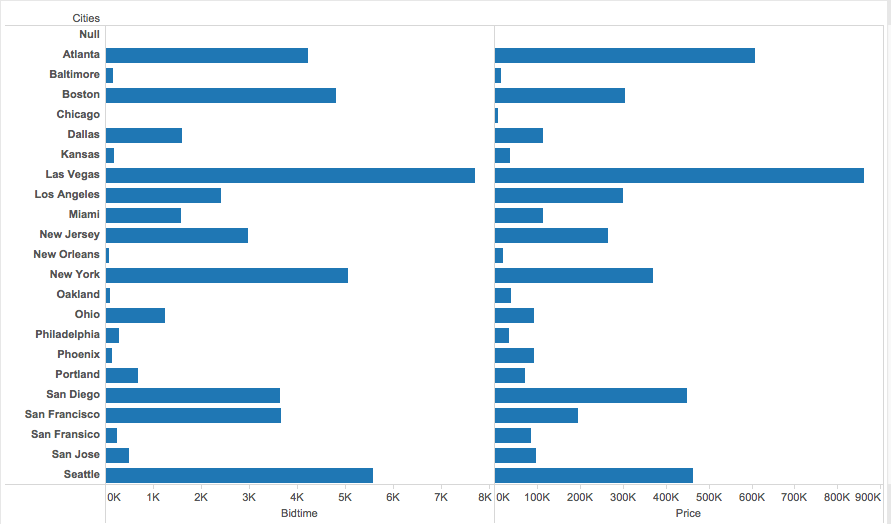 Cities
Null
Atlanta
Baltimore
Boston
Chicago
Dallas
Kansas
Las Vegas
Los Angeles
Miami
New Jersey
New Orleans
New York
Oakland
Ohio
Philadelphia
Phoenix
Portland
San Diego
San Francisco
San Fransico
San Jose
Seattle
0K 1K 2K 3K 4K 5K 6K 7K 8K 0K 100K 200K 300K 400K 500K 600K 700K 800K 900K
Bidtime Price